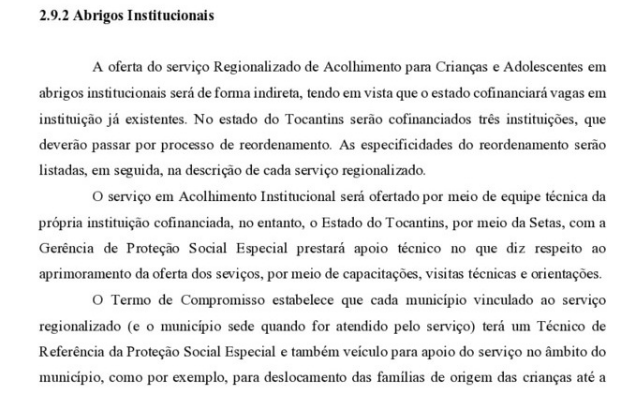 2.9.2 Abrigos Institucionais
A oferta do serviço Regionalizado de Acolhimento para Crianças e Adolescentes em
abrigos institucionais será de forma indireta, tendo em vista que o estado cofinanciará vagas em
instituição já existentes. No estado do Tocantins serão cofinanciados três instituições, que
deverão passar por processo de reordenamento. As especificidades do reordenamento serão
listadas, em seguida, na descrição de cada serviço regionalizado.
O serviço em Acolhimento Institucional será ofertado por meio de equipe técnica da
própria instituição cofinanciada, no entanto, o Estado do Tocantins, por meio da Setas, com a
Gerência de Proteção Social Especial prestará apoio técnico no que diz respeito ao
aprimoramento da oferta dos seviços, por meio de capacitações, visitas técnicas e orientações.
O Termo de Compromisso estabelece que cada município vinculado ao serviço
regionalizado (e o município sede quando for atendido pelo serviço) terá um Técnico de
Referência da Proteção Social Especial e também veículo para apoio do serviço no âmbito do
município, como por exemplo, para deslocamento das famílias de origem das crianças até a